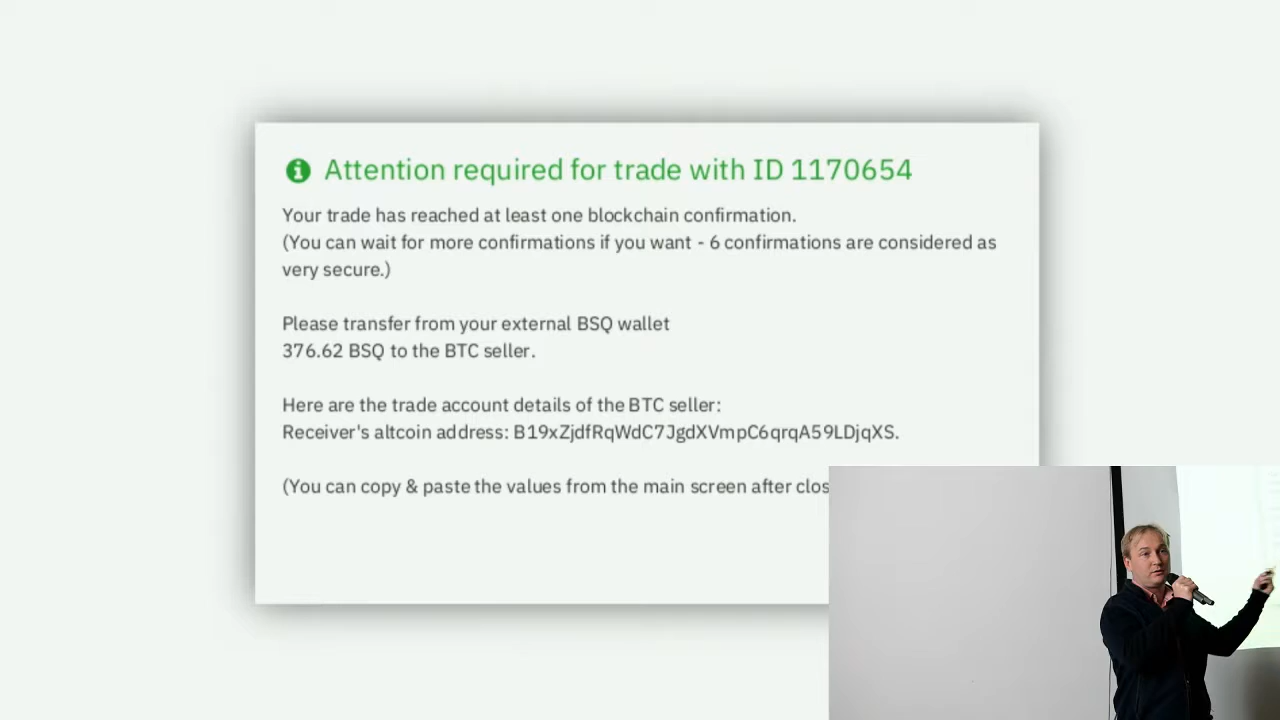 Attention required for trade with ID 1170654
Your trade has reached at least one blockchain confirmation.
(You can wait for more confirmations if you want - 6 confirmations are considered as
very secure.)
Please transfer from your external BSQ wallet
376.62 BSQ to the BTC seller.
Here are the trade account details of the BTC seller:
Receiver's altcoin address: B19xZjdfRqWdC7JgdXVmpC6qrqA59LDjqXS.
(You can copy & paste the values from the main screen after clos